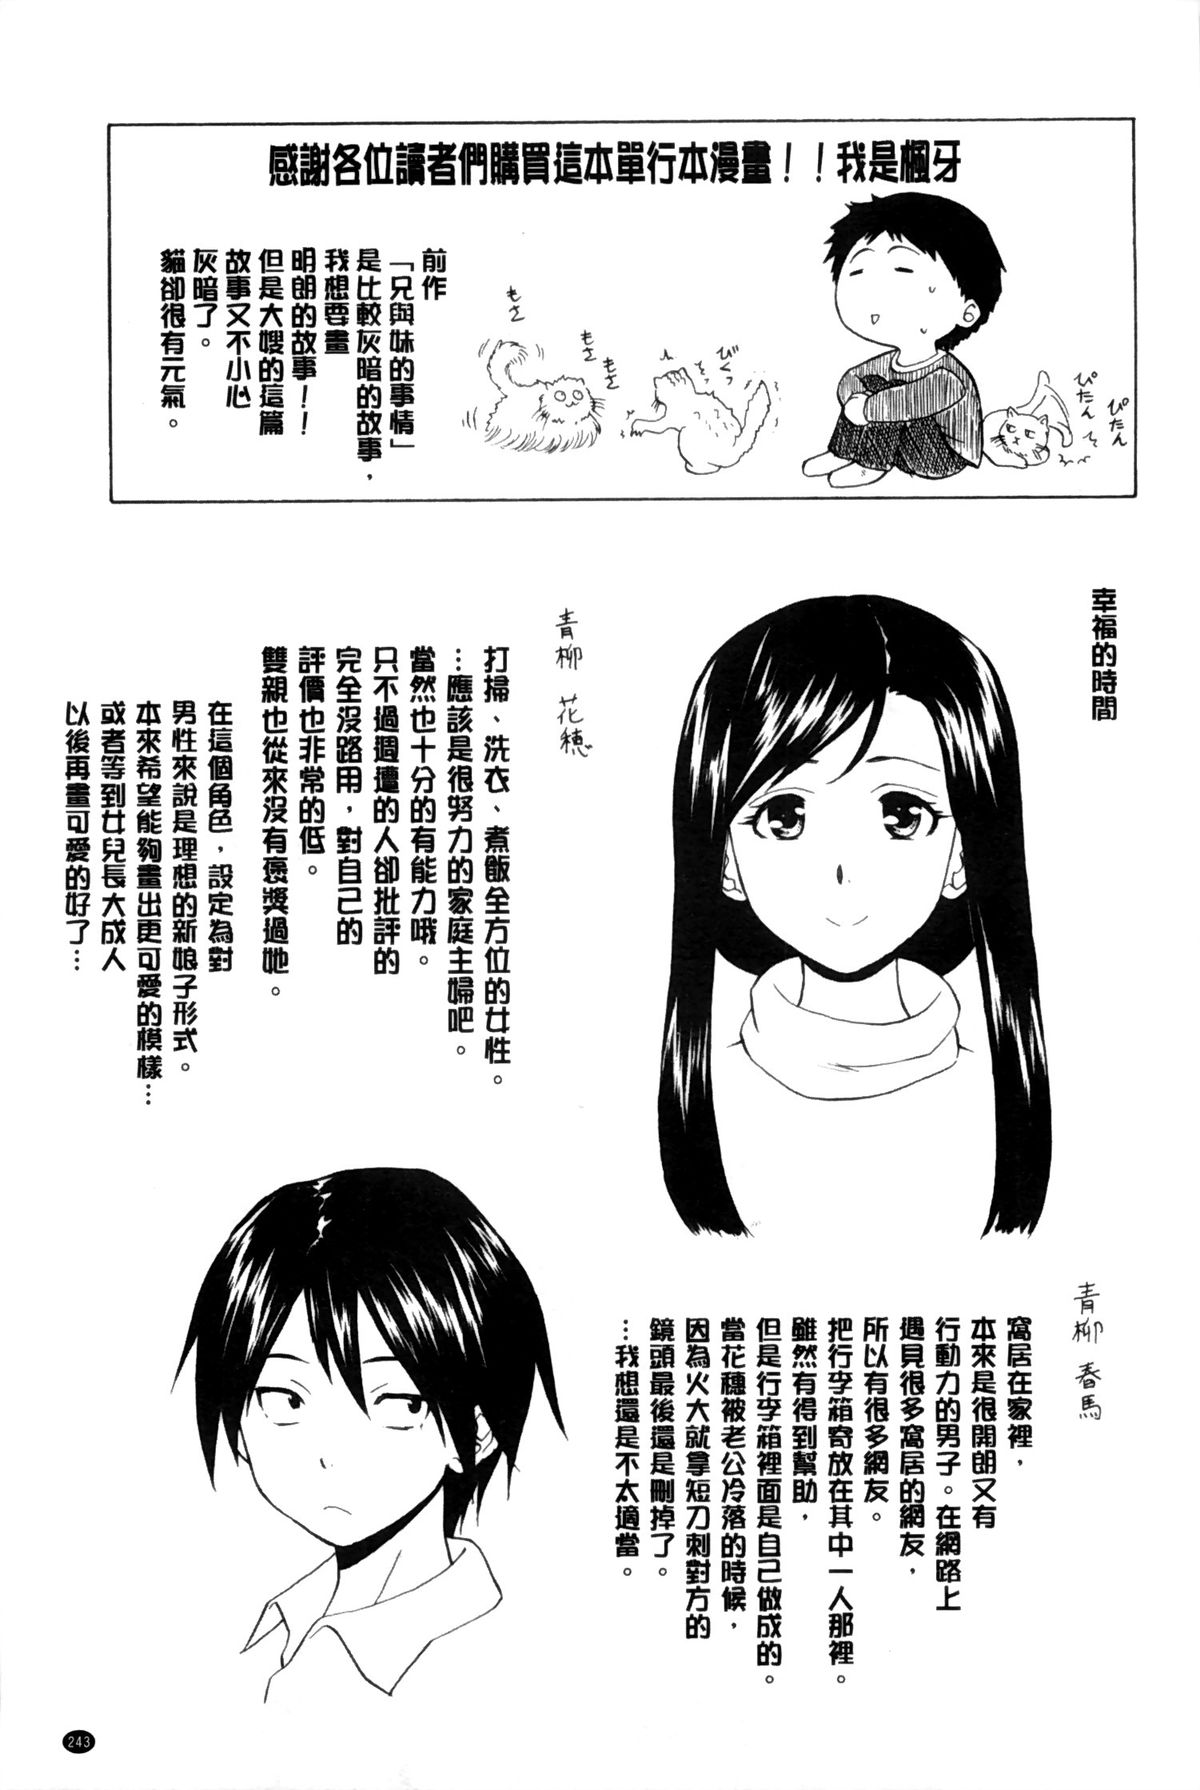 感謝各位讀者們購買這本單行本漫畫！！我是楓牙
前作
「兄與妹的事情」
是比較灰暗的故事，
我想要畫
明朗的故事！！
但是大嫂的這篇
故事又不小心
灰暗了。
貓卻很有元氣。
ぴたん
ぴたん
びくっ
もさ
もさ
もさ
幸福的時間
青柳 花穂
打掃、洗衣、煮飯全方位的女性。
…應該是很努力的家庭主婦吧。
當然也十分的有能力哦。
只不過週遭的人卻批評的
完全沒路用，對自己的
評價也非常的低。
雙親也從來沒有褒獎過她。
在這個角色，設定為對
男性來說是理想的新娘子形式。
本來希望能夠畫出更可愛的模樣…
或者等到女兒長大成人
以後再畫可愛的好了…
青柳 春馬
窩居在家裡，
本來是很開朗又有
行動力的男子。在網路上
遇見很多窩居的網友，
所以有很多網友。
把行李箱寄放在其中一人那裡。
雖然有得到幫助，
但是行李箱裡面是自己做成的。
當花穗被老公冷落的時候，
因為火大就拿短刀刺對方的
鏡頭最後還是刪掉了。
…我想還是不太適當。
243